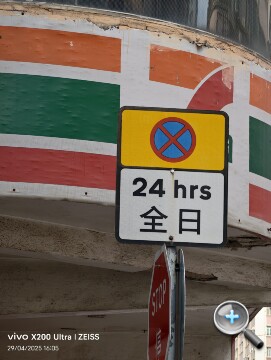 24 hrs
全日
STOP
vivo X200 Ultra | ZEISS
29/04/2025 16:05